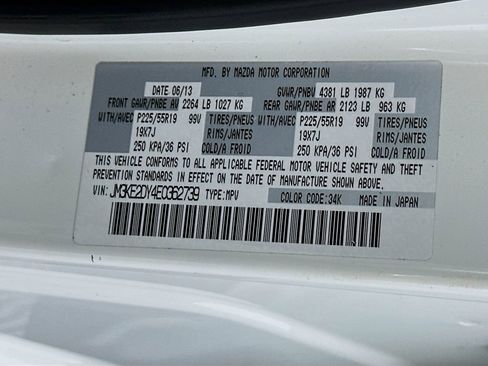 MFD. BY MAZDA MOTOR CORPORATION
DATE 06/13 GVWR/PNBV 4381 LB 1987 KG
FRONT GAWR/PNBE AV 2264 LB 1027 KG REAR GAWR/PNBE AR 2123 LB 963 KG
WITH/AVEC P225/55R19 99V TIRES/PNEUS WITH/AVEC P225/55R19 99V TIRES/PNEUS
19X7J RIMS/JANTES 19X7J RIMS/JANTES
250 KPA/36 PSI COLD/A FROID 250 KPA/36 PSI COLD/A FROID
THIS VEHICLE CONFORMS TO ALL APPLICABLE FEDERAL MOTOR VEHICLE SAFETY AND THEFT
PREVENTION STANDARDS IN EFFECT ON THE DATE OF MANUFACTURE SHOWN ABOVE.
VIN: JM3KE2DY4E0362739 TYPE:MPV COLOR CODE:34K MADE IN JAPAN